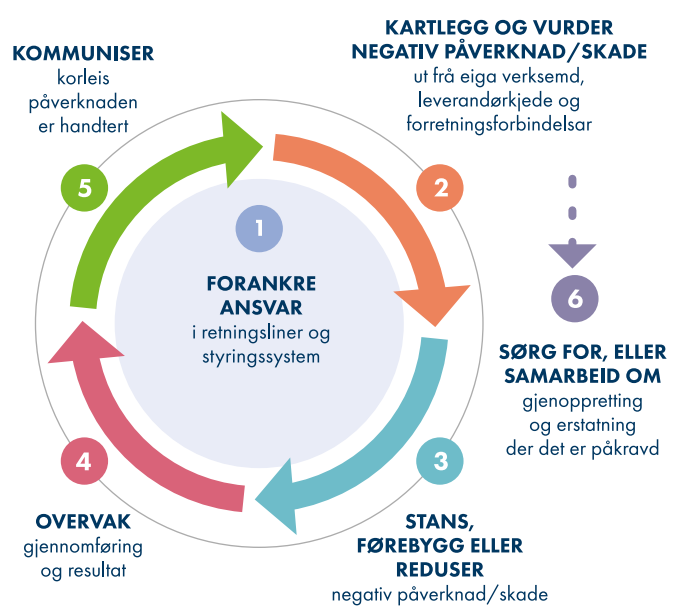 1
FORANKRE
ANSVAR
i retningsliner og
styringssystem
KARTLEGG OG VURDER
NEGATIV PÅVERKNAD/SKADE
ut frå eiga verksemd,
leverandørkjede og
forretningsforbindelsar
2
3
STANS,
FØREBYGG ELLER
REDUSER
negativ påverknad/skade
4
OVERVAK
gjennomføring
og resultat
KOMMUNISER
korleis
påverknaden
er handtert
5
6
SØRG FOR, ELLER
SAMARBEID OM
gjenoppretting
og erstatning
der det er påkravd